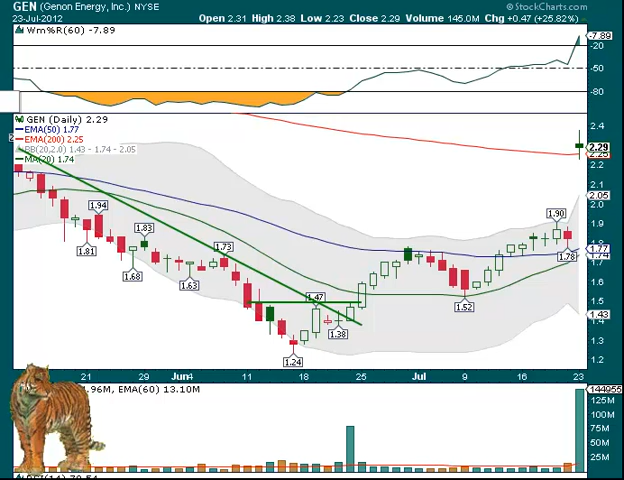 GEN (Genon Energy, Inc.) NYSE
© StockCharts.com
23-Jul-2012
Open 2.31 High 2.38 Low 2.23 Close 2.29 Volume 145.0M Chg +0.47 (+25.82%)
Wm%R(60) -7.89
-7.89
-20
-50
-80
GEN (Daily) 2.29
EMA(50) 1.77
EMA(200) 2.25
BB(20,2.0) 1.43 - 1.74 - 2.05
MA(20) 1.74
2.4
2.29
2.25
2.2
2.1
2.05
2.0
1.9
1.77
1.74
1.6
1.5
1.43
1.3
1.2
1.94
1.81
1.68
1.83
1.63
1.73
1.24
1.47
1.38
1.52
1.90
1.78
21
29
Jun4
11
18
25
Jul
9
16
23
.96M, EMA(60) 13.10M
144955
125M
100M
75M
50M
25M